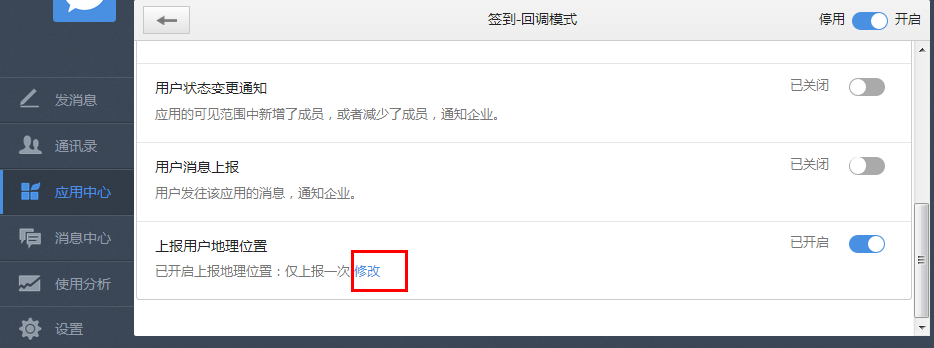 签到-回调模式
停用
开启
发消息
通讯录
应用中心
消息中心
使用分析
设置
用户状态变更通知
已关闭
应用的可见范围中新增了成员，或者减少了成员，通知企业。
用户消息上报
已关闭
用户发往该应用的消息，通知企业。
上报用户地理位置
已开启
已开启上报地理位置：仅上报一次 修改